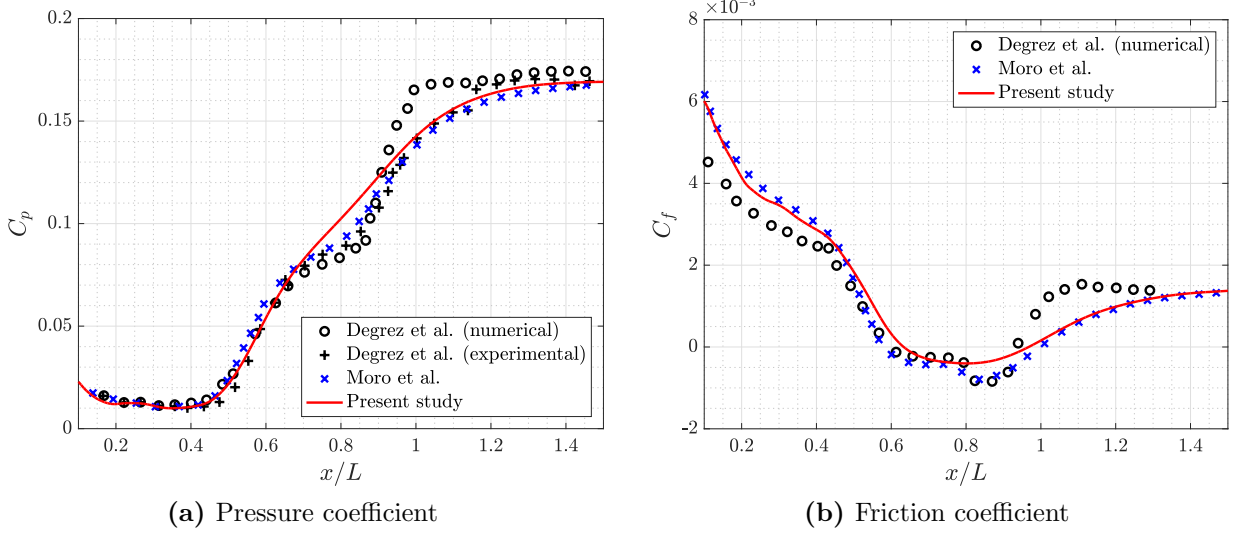 0.2
0.15
0.1
0.05
0
C_p
0.2 0.4 0.6 0.8 1 1.2 1.4
x/L
Degrez et al. (numerical)
Degrez et al. (experimental)
Moro et al.
Present study
(a) Pressure coefficient
×10⁻³
8
6
4
2
0
-2
C_f
0.2 0.4 0.6 0.8 1 1.2 1.4
x/L
Degrez et al. (numerical)
Moro et al.
Present study
(b) Friction coefficient